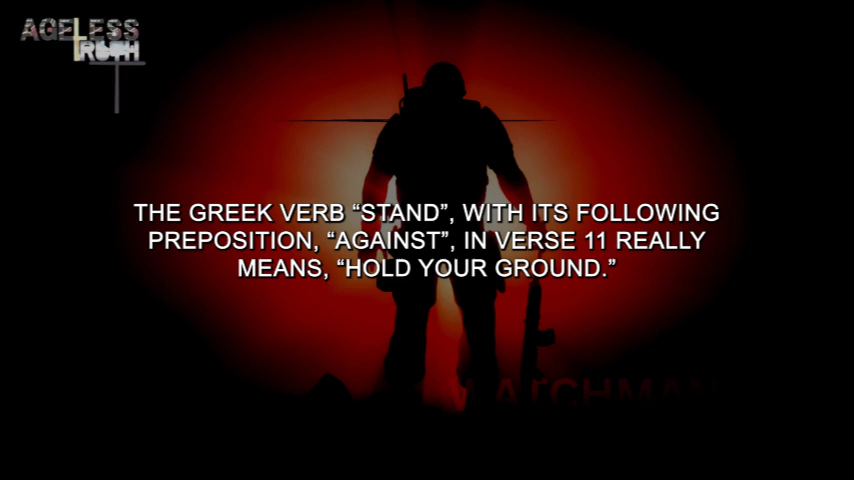 AGELESS
TRUTH
THE GREEK VERB “STAND”, WITH ITS FOLLOWING
PREPOSITION, “AGAINST”, IN VERSE 11 REALLY
MEANS, “HOLD YOUR GROUND.”
WATCHMAN